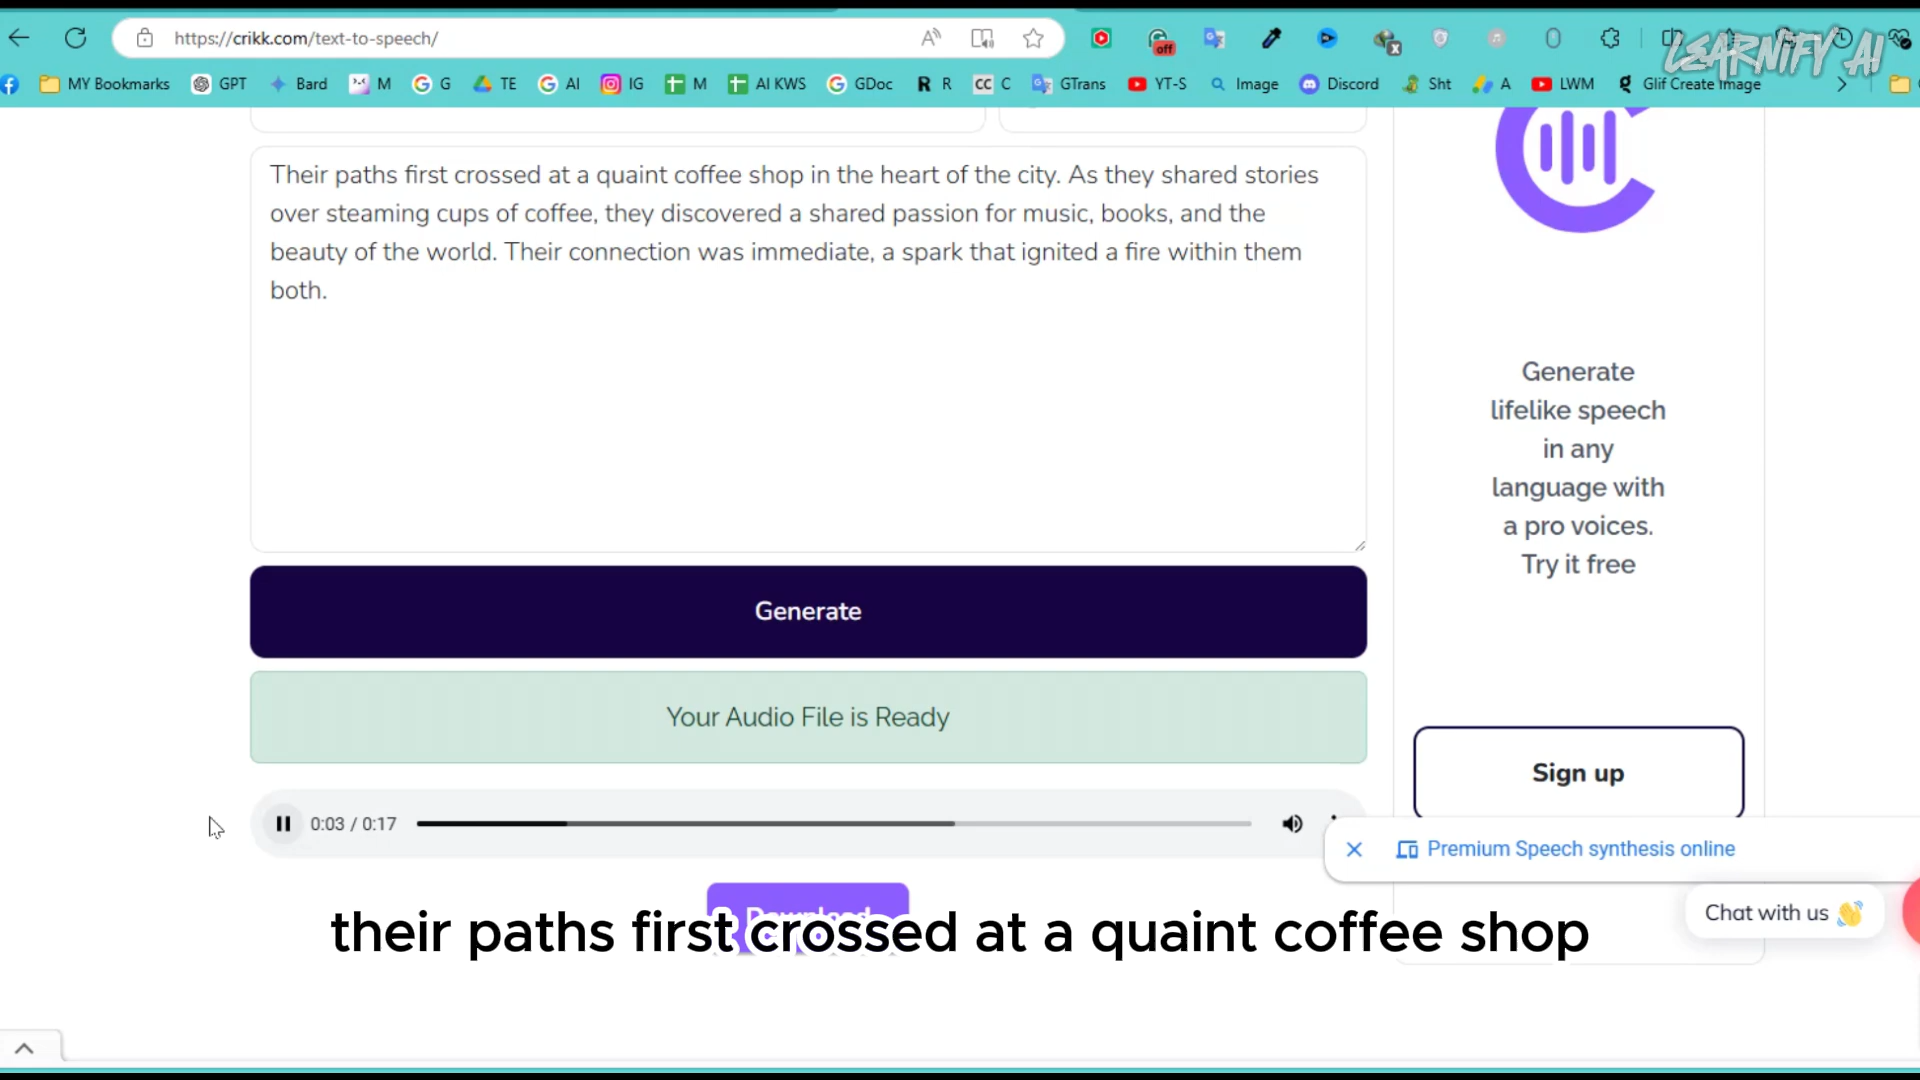 https://crikk.com/text-to-speech/
LEARNIFY AI
off
MY Bookmarks GPT Bard M G TE AI IG M AI KWS GDoc R R CC C GTrans YT-S Image Discord Sht A LWM Glif Create Image
Their paths first crossed at a quaint coffee shop in the heart of the city. As they shared stories
over steaming cups of coffee, they discovered a shared passion for music, books, and the
beauty of the world. Their connection was immediate, a spark that ignited a fire within them
both.
Generate
lifelike speech
in any
language with
a pro voices.
Try it free
Generate
Your Audio File is Ready
Sign up
0:03 / 0:17
Premium Speech synthesis online
Download
Chat with us 👋
their paths first crossed at a quaint coffee shop